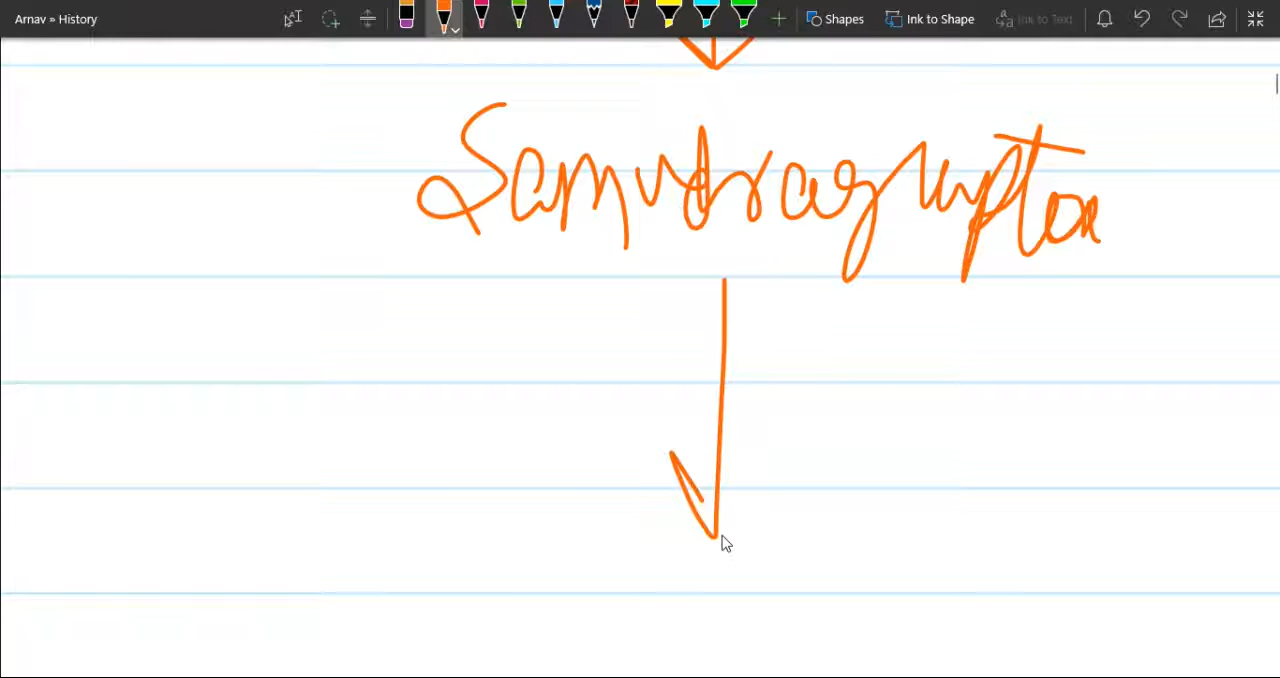 Arnav » History
Shapes
Ink to Shape
Ink to Text
Samudragupta